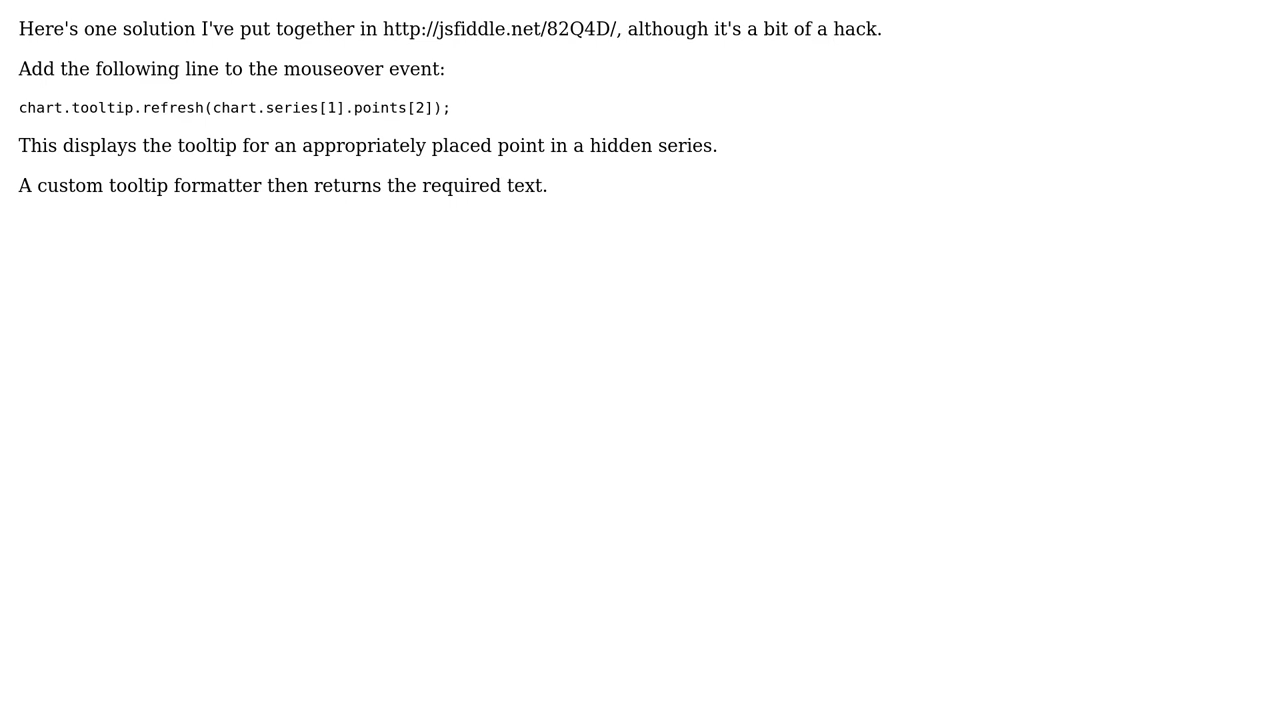 Here's one solution I've put together in http://jsfiddle.net/82Q4D/, although it's a bit of a hack.
Add the following line to the mouseover event:
chart.tooltip.refresh(chart.series[1].points[2]);
This displays the tooltip for an appropriately placed point in a hidden series.
A custom tooltip formatter then returns the required text.